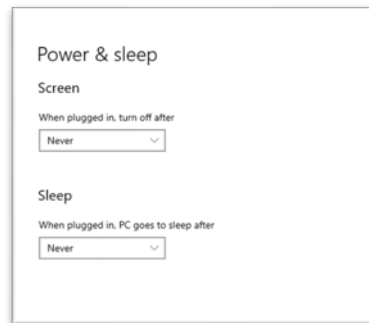 Power & sleep
Screen
When plugged in, turn off after
Never
Sleep
When plugged in, PC goes to sleep after
Never